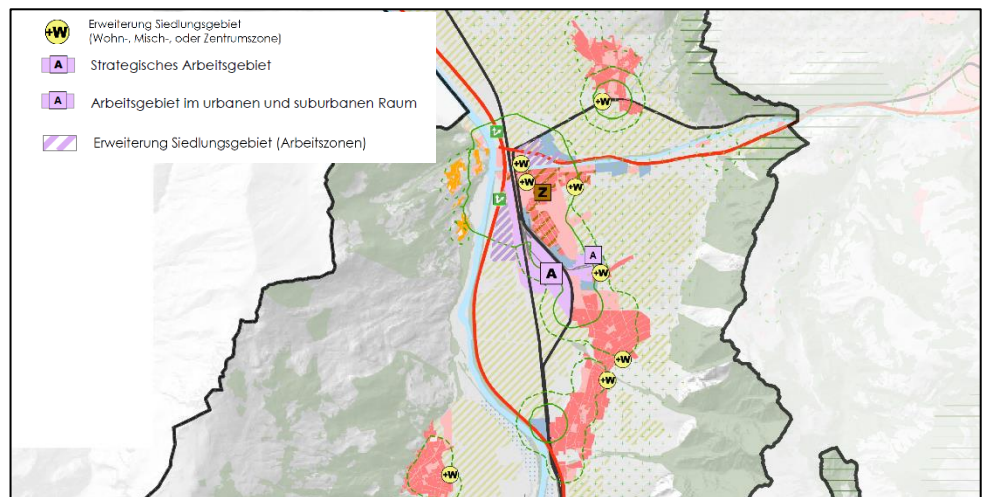 +W Erweiterung Siedlungsgebiet
(Wohn-, Misch-, oder Zentrumszone)
A Strategisches Arbeitsgebiet
A Arbeitsgebiet im urbanen und suburbanen Raum
Erweiterung Siedlungsgebiet (Arbeitszonen)
+W
+W
+W
+W
Z
A
A
+W
+W
+W
+W